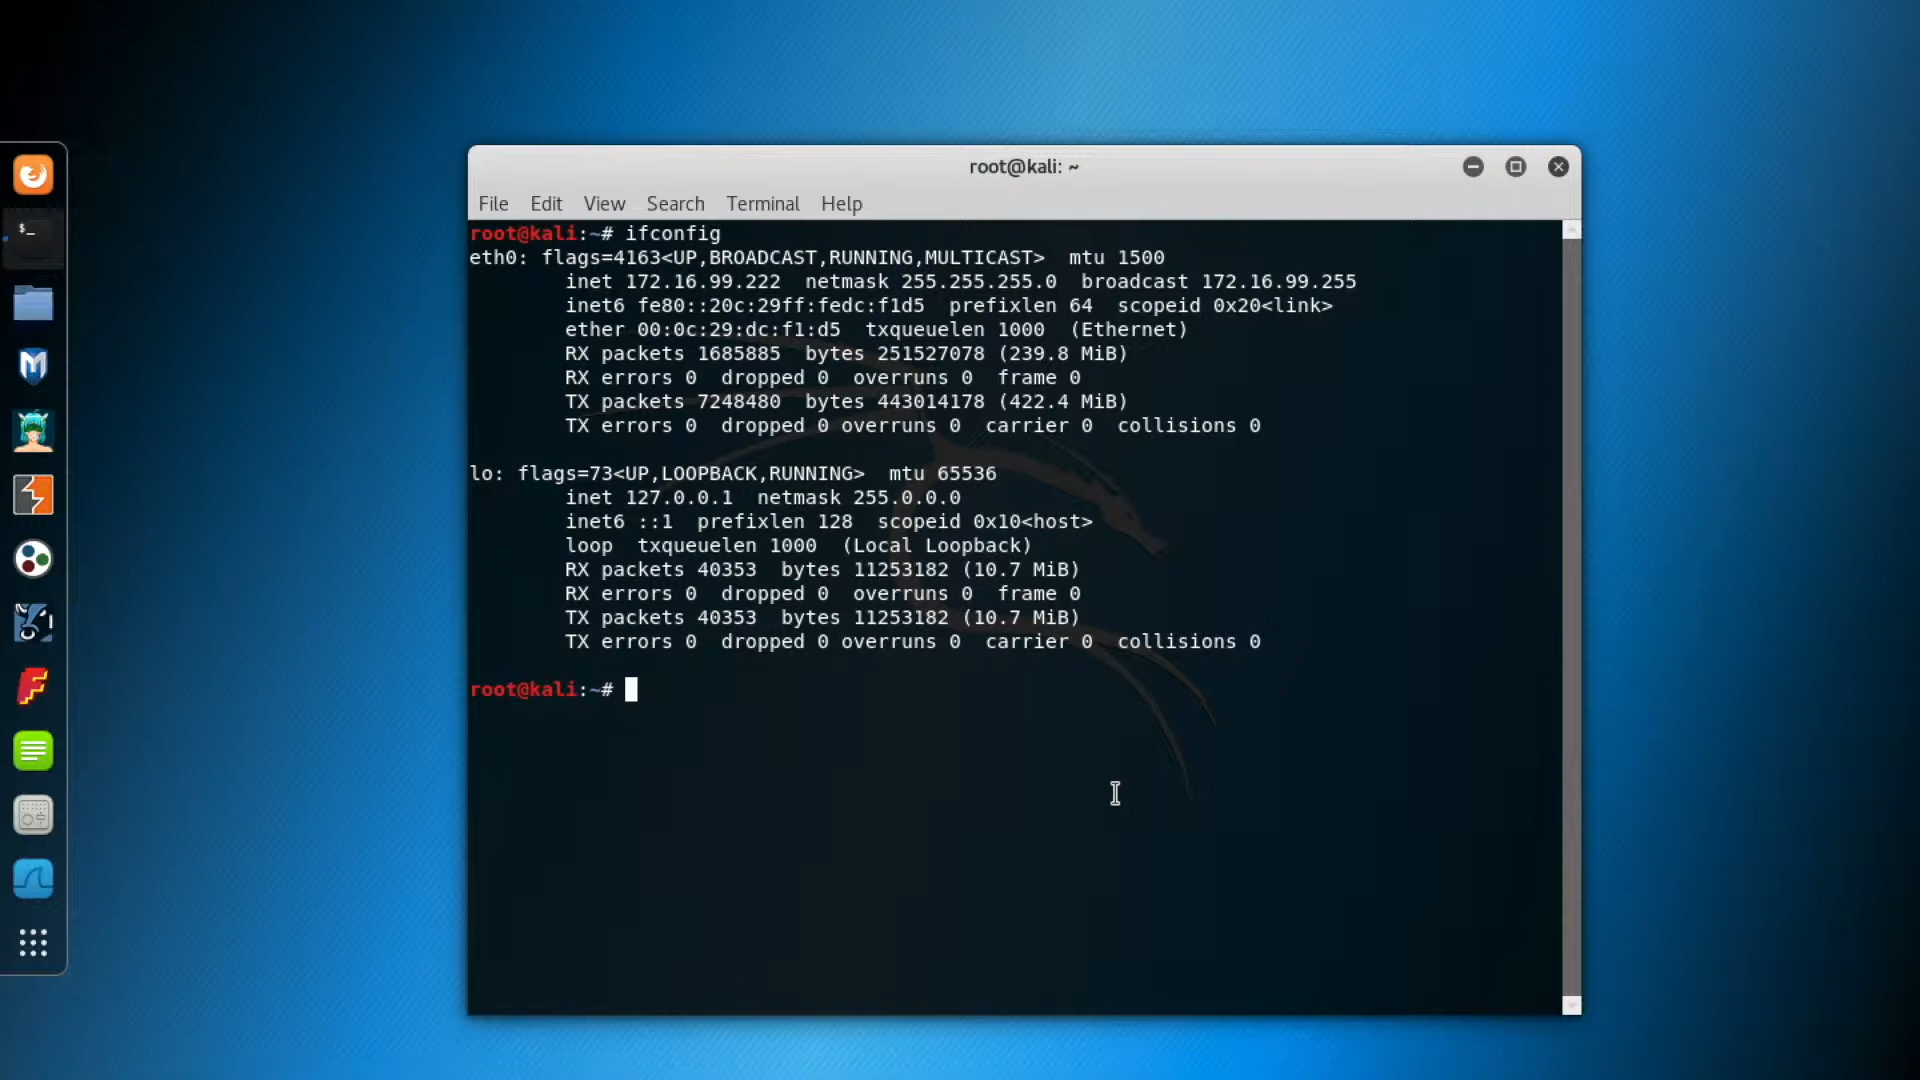 root@kali: ~
File Edit View Search Terminal Help
root@kali:~# ifconfig
eth0: flags=4163<UP,BROADCAST,RUNNING,MULTICAST>  mtu 1500
        inet 172.16.99.222  netmask 255.255.255.0  broadcast 172.16.99.255
        inet6 fe80::20c:29ff:fedc:f1d5  prefixlen 64  scopeid 0x20<link>
        ether 00:0c:29:dc:f1:d5  txqueuelen 1000  (Ethernet)
        RX packets 1685885  bytes 251527078 (239.8 MiB)
        RX errors 0  dropped 0  overruns 0  frame 0
        TX packets 7248480  bytes 443014178 (422.4 MiB)
        TX errors 0  dropped 0 overruns 0  carrier 0  collisions 0
lo: flags=73<UP,LOOPBACK,RUNNING>  mtu 65536
        inet 127.0.0.1  netmask 255.0.0.0
        inet6 ::1  prefixlen 128  scopeid 0x10<host>
        loop  txqueuelen 1000  (Local Loopback)
        RX packets 40353  bytes 11253182 (10.7 MiB)
        RX errors 0  dropped 0  overruns 0  frame 0
        TX packets 40353  bytes 11253182 (10.7 MiB)
        TX errors 0  dropped 0 overruns 0  carrier 0  collisions 0
root@kali:~#
$_